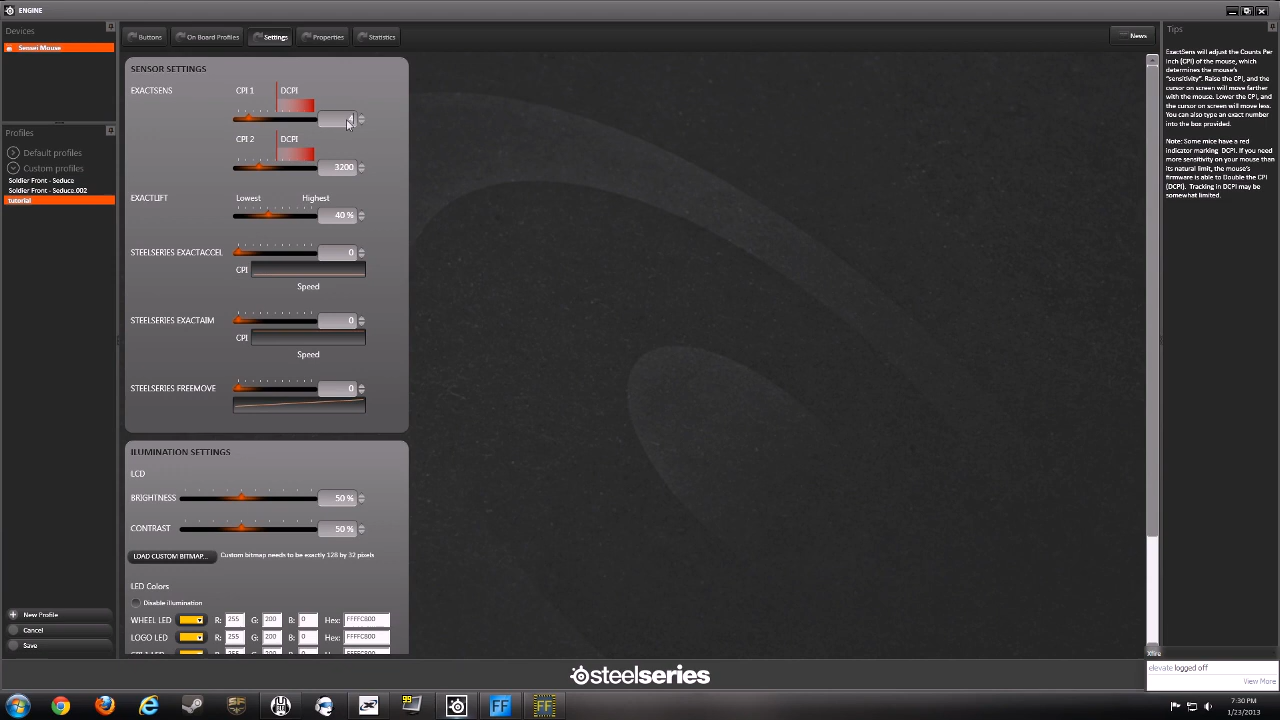 ENGINE
Devices
Sensei Mouse
Profiles
Default profiles
Custom profiles
Soldier Front - Seduce
Soldier Front - Seduce.002
tutorial
New Profile
Cancel
Save
Buttons
On Board Profiles
Settings
Properties
Statistics
News
SENSOR SETTINGS
EXACTSENS
CPI 1 DCPI
CPI 2 DCPI
3200
EXACTLIFT
Lowest Highest
40 %
STEELSERIES EXACTACCEL
0
CPI
Speed
STEELSERIES EXACTAIM
0
CPI
Speed
STEELSERIES FREEMOVE
0
ILUMINATION SETTINGS
LCD
BRIGHTNESS 50 %
CONTRAST 50 %
LOAD CUSTOM BITMAP... Custom bitmap needs to be exactly 128 by 32 pixels
LED Colors
Disable illumination
WHEEL LED R: 255 G: 200 B: 0 Hex: FFFFC800
LOGO LED R: 255 G: 200 B: 0 Hex: FFFFC800
Tips
ExactSens will adjust the Counts Per
Inch (CPI) of the mouse, which
determines the mouse's
"sensitivity". Raise the CPI, and the
cursor on screen will move farther
with the mouse. Lower the CPI, and
the cursor on screen will move less.
You can also type an exact number
into the box provided.
Note: Some mice have a red
indicator marking DCPI. If you need
more sensitivity on your mouse than
its natural limit, the mouse's
firmware is able to Double the CPI
(DCPI). Tracking in DCPI may be
somewhat limited.
steelseries
Xfire
elevate logged off
View More
7:30 PM
1/23/2013